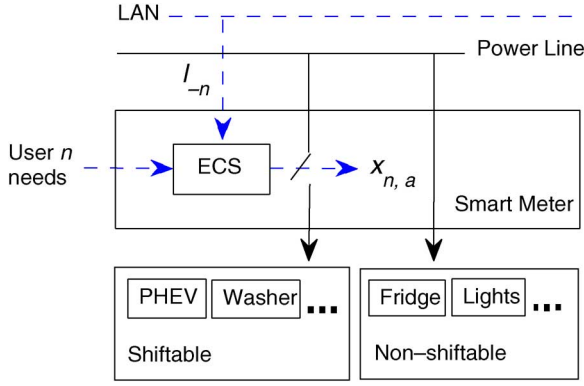 LAN
Power Line
l–n
User n
needs
ECS
xn, a
Smart Meter
PHEV
Washer
...
Fridge
Lights
...
Shiftable
Non–shiftable